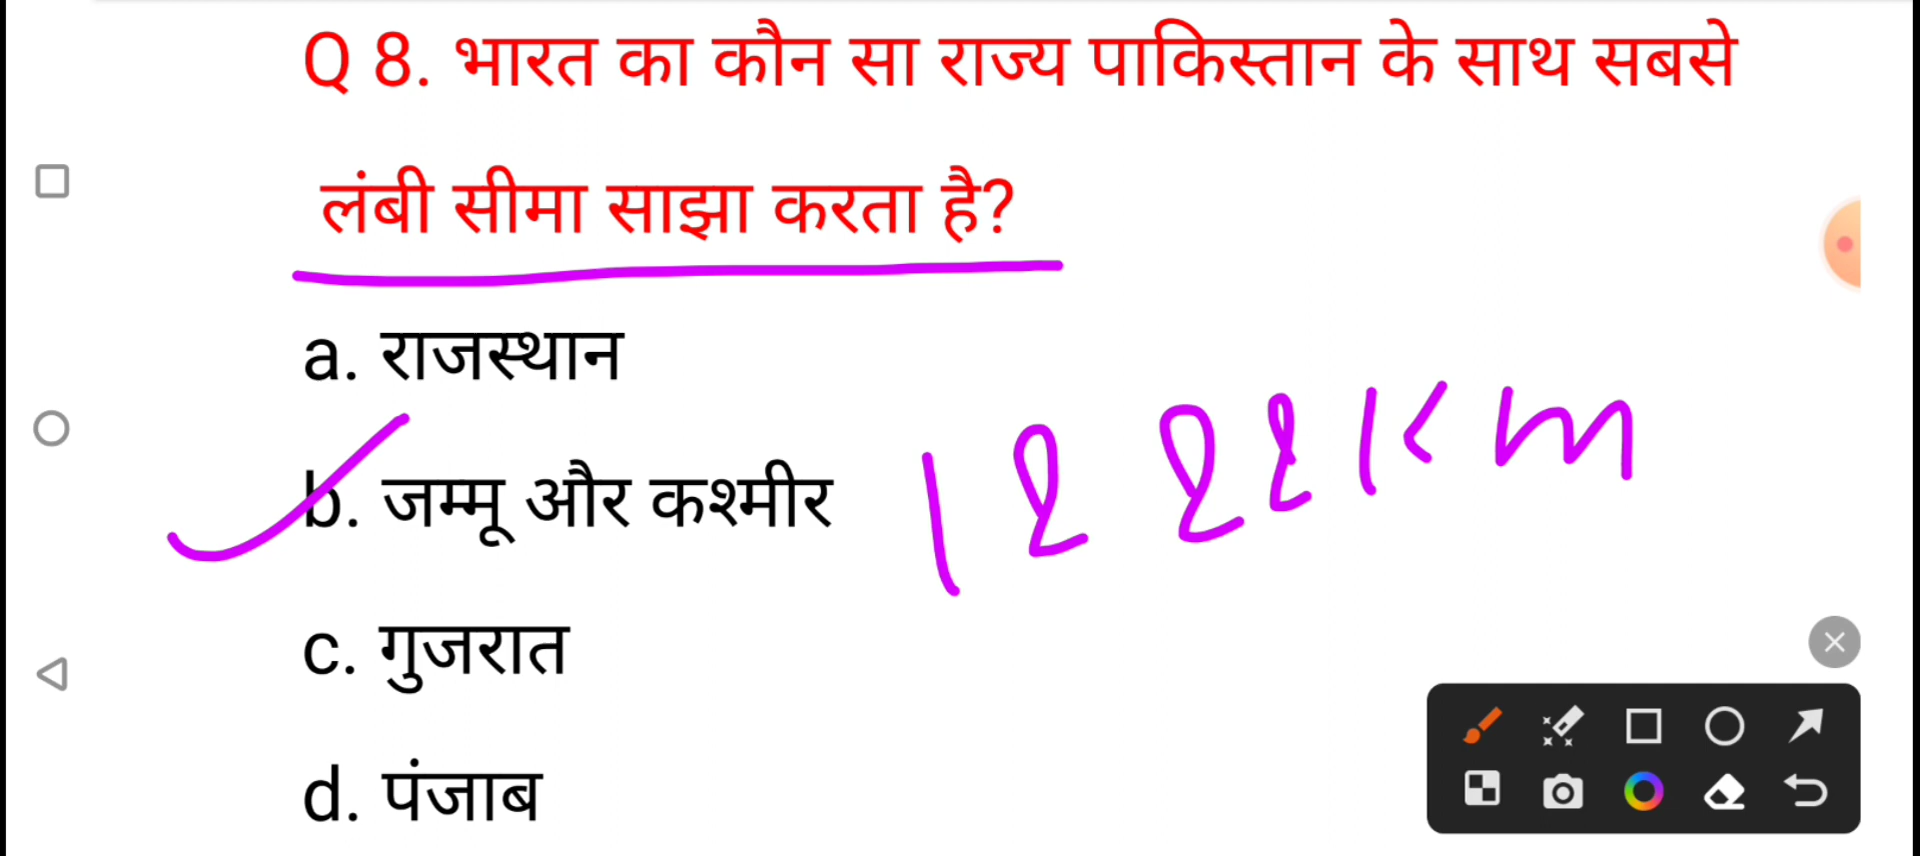 Q 8. भारत का कौन सा राज्य पाकिस्तान के साथ सबसे
लंबी सीमा साझा करता है?
a. राजस्थान
b. जम्मू और कश्मीर
1222KM
c. गुजरात
d. पंजाब